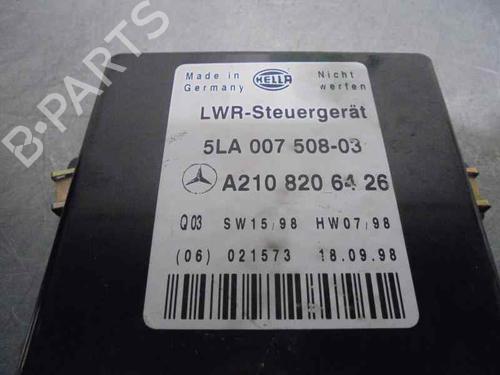 B-PARTS
Made in Germany
HELLA
Nicht werfen
LWR-Steuergerät
5LA 007 508-03
A210 820 64 26
Q03 SW15/98 HW07/98
(06) 021573 18.09.98